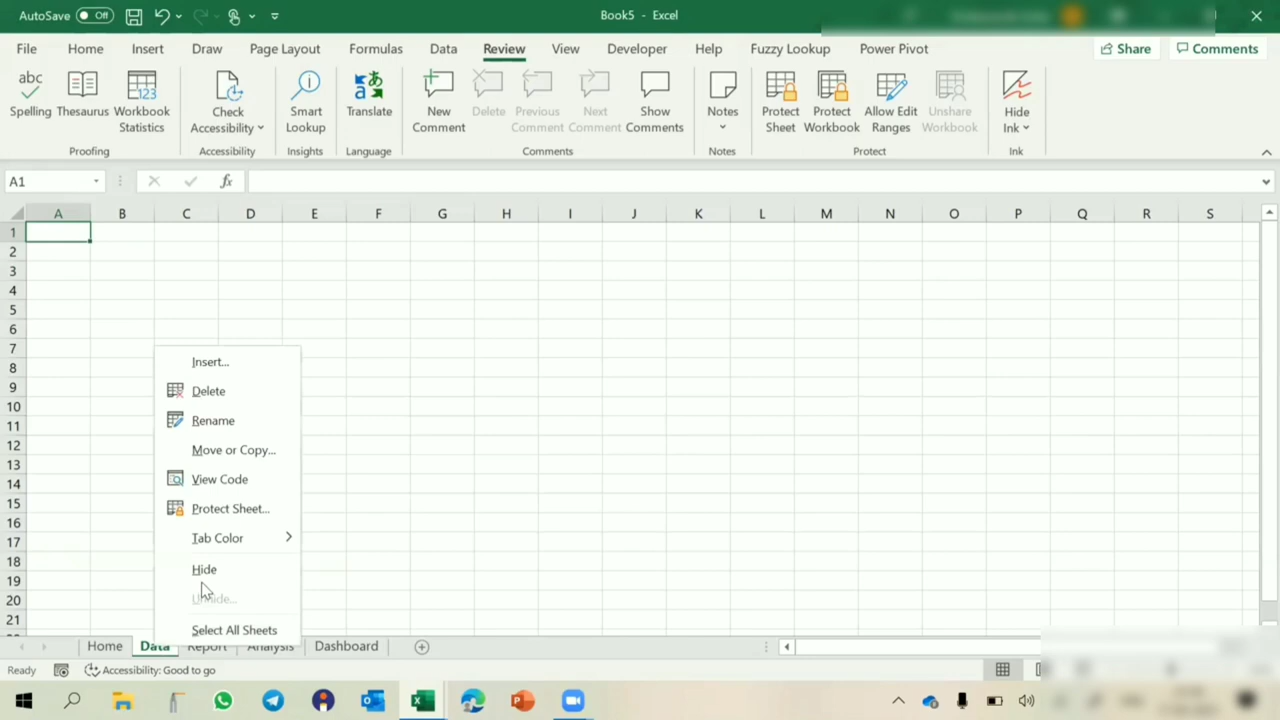 AutoSave Off
Book5 - Excel
File Home Insert Draw Page Layout Formulas Data Review View Developer Help Fuzzy Lookup Power Pivot Share Comments
abc
123
Spelling Thesaurus Workbook Statistics
Check Accessibility
Smart Lookup
Translate
New Comment
Delete
Previous Comment
Next Comment
Show Comments
Notes
Protect Sheet
Protect Workbook
Allow Edit Ranges
Unshare Workbook
Hide Ink
Proofing Accessibility Insights Language Comments Notes Protect Ink
A1 fx
A B C D E F G H I J K L M N O P Q R S
1
2
3
4
5
6
7
8
9
10
11
12
13
14
15
16
17
18
19
20
21
Insert...
Delete
Rename
Move or Copy...
View Code
Protect Sheet...
Tab Color
Hide
Select All Sheets
Home Data Report Analysis Dashboard
Ready Accessibility: Good to go